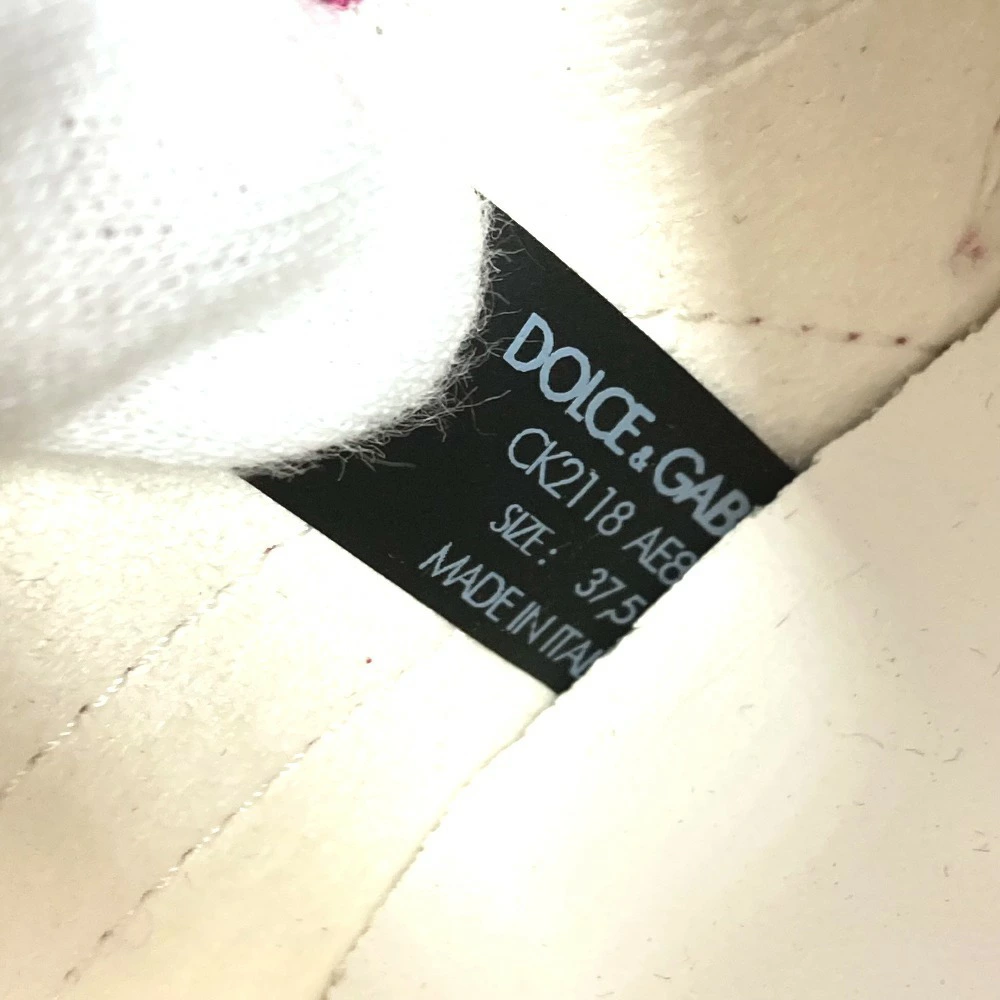 DOLCE & GAB
CK2118 AE8
SIZE: 37,5
MADE IN ITA